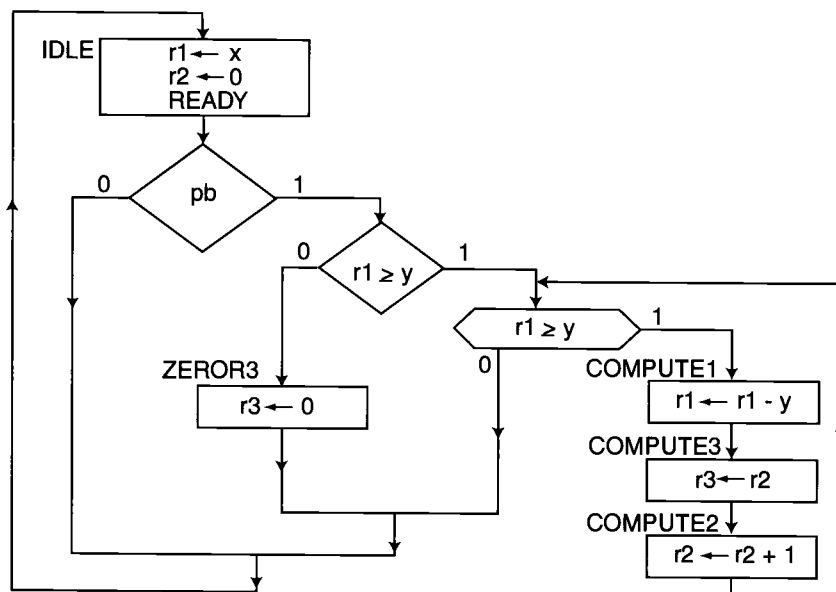 IDLE
r1 ← x
r2 ← 0
READY
0
pb
1
0
r1 ≥ y
1
r1 ≥ y
1
0
ZEROR3
r3 ← 0
COMPUTE1
r1 ← r1 - y
COMPUTE3
r3 ← r2
COMPUTE2
r2 ← r2 + 1